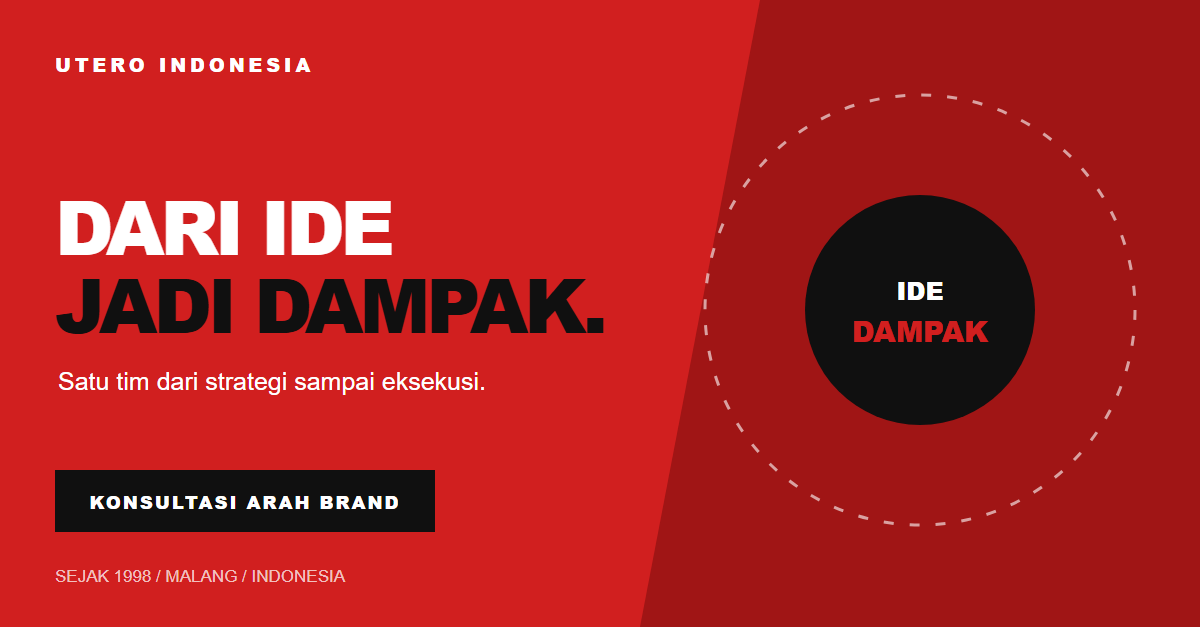 UTERO INDONESIA
DARI IDE
JADI DAMPAK.
Satu tim dari strategi sampai eksekusi.
KONSULTASI ARAH BRAND
SEJAK 1998 / MALANG / INDONESIA
IDE
DAMPAK